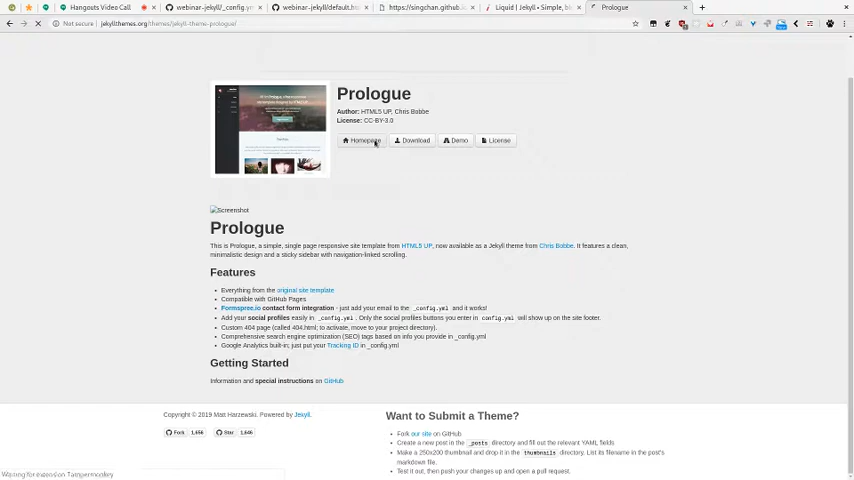 Hangouts Video Call
webinar-jekyll/_config.ym
webinar-jekyll/default.ht
https://singchan.github.io
Liquid | Jekyll • Simple, b
Prologue
Not secure | jekyllthemes.org/themes/jekyll-theme-prologue/
Prologue
Author: HTML5 UP, Chris Bobbe
License: CC-BY-3.0
Homepage
Download
Demo
License
Screenshot
Prologue
This is Prologue, a simple, single page responsive site template from HTML5 UP, now available as a Jekyll theme from Chris Bobbe. It features a clean,
minimalistic design and a sticky sidebar with navigation-linked scrolling.
Features
Everything from the original site template
Compatible with GitHub Pages
Formspree.io contact form integration - just add your email to the _config.yml and it works!
Add your social profiles easily in _config.yml. Only the social profiles buttons you enter in config.yml will show up on the site footer.
Custom 404 page (called 404.html; to activate, move to your project directory).
Comprehensive search engine optimization (SEO) tags based on info you provide in _config.yml
Google Analytics built-in; just put your Tracking ID in _config.yml
Getting Started
Information and special instructions on GitHub
Copyright © 2019 Matt Harzewski. Powered by Jekyll.
Fork 1,656
Star 1,646
Want to Submit a Theme?
Fork our site on GitHub
Create a new post in the _posts directory and fill out the relevant YAML fields
Make a 250x200 thumbnail and drop it in the thumbnails directory. List its filename in the post's
markdown file.
Test it out, then push your changes up and open a pull request.
Waiting for extension Tampermonkey